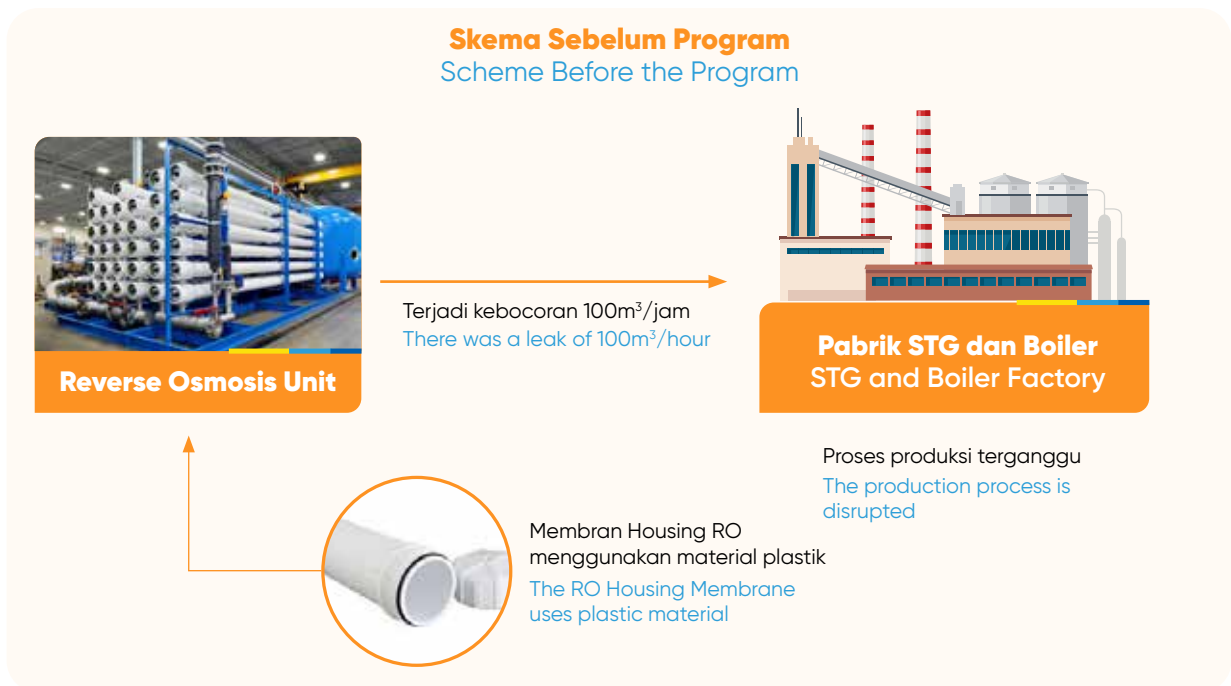 Skema Sebelum Program
Scheme Before the Program
Reverse Osmosis Unit
Terjadi kebocoran 100m³/jam
There was a leak of 100m³/hour
Pabrik STG dan Boiler
STG and Boiler Factory
Proses produksi terganggu
The production process is
disrupted
Membran Housing RO
menggunakan material plastik
The RO Housing Membrane
uses plastic material